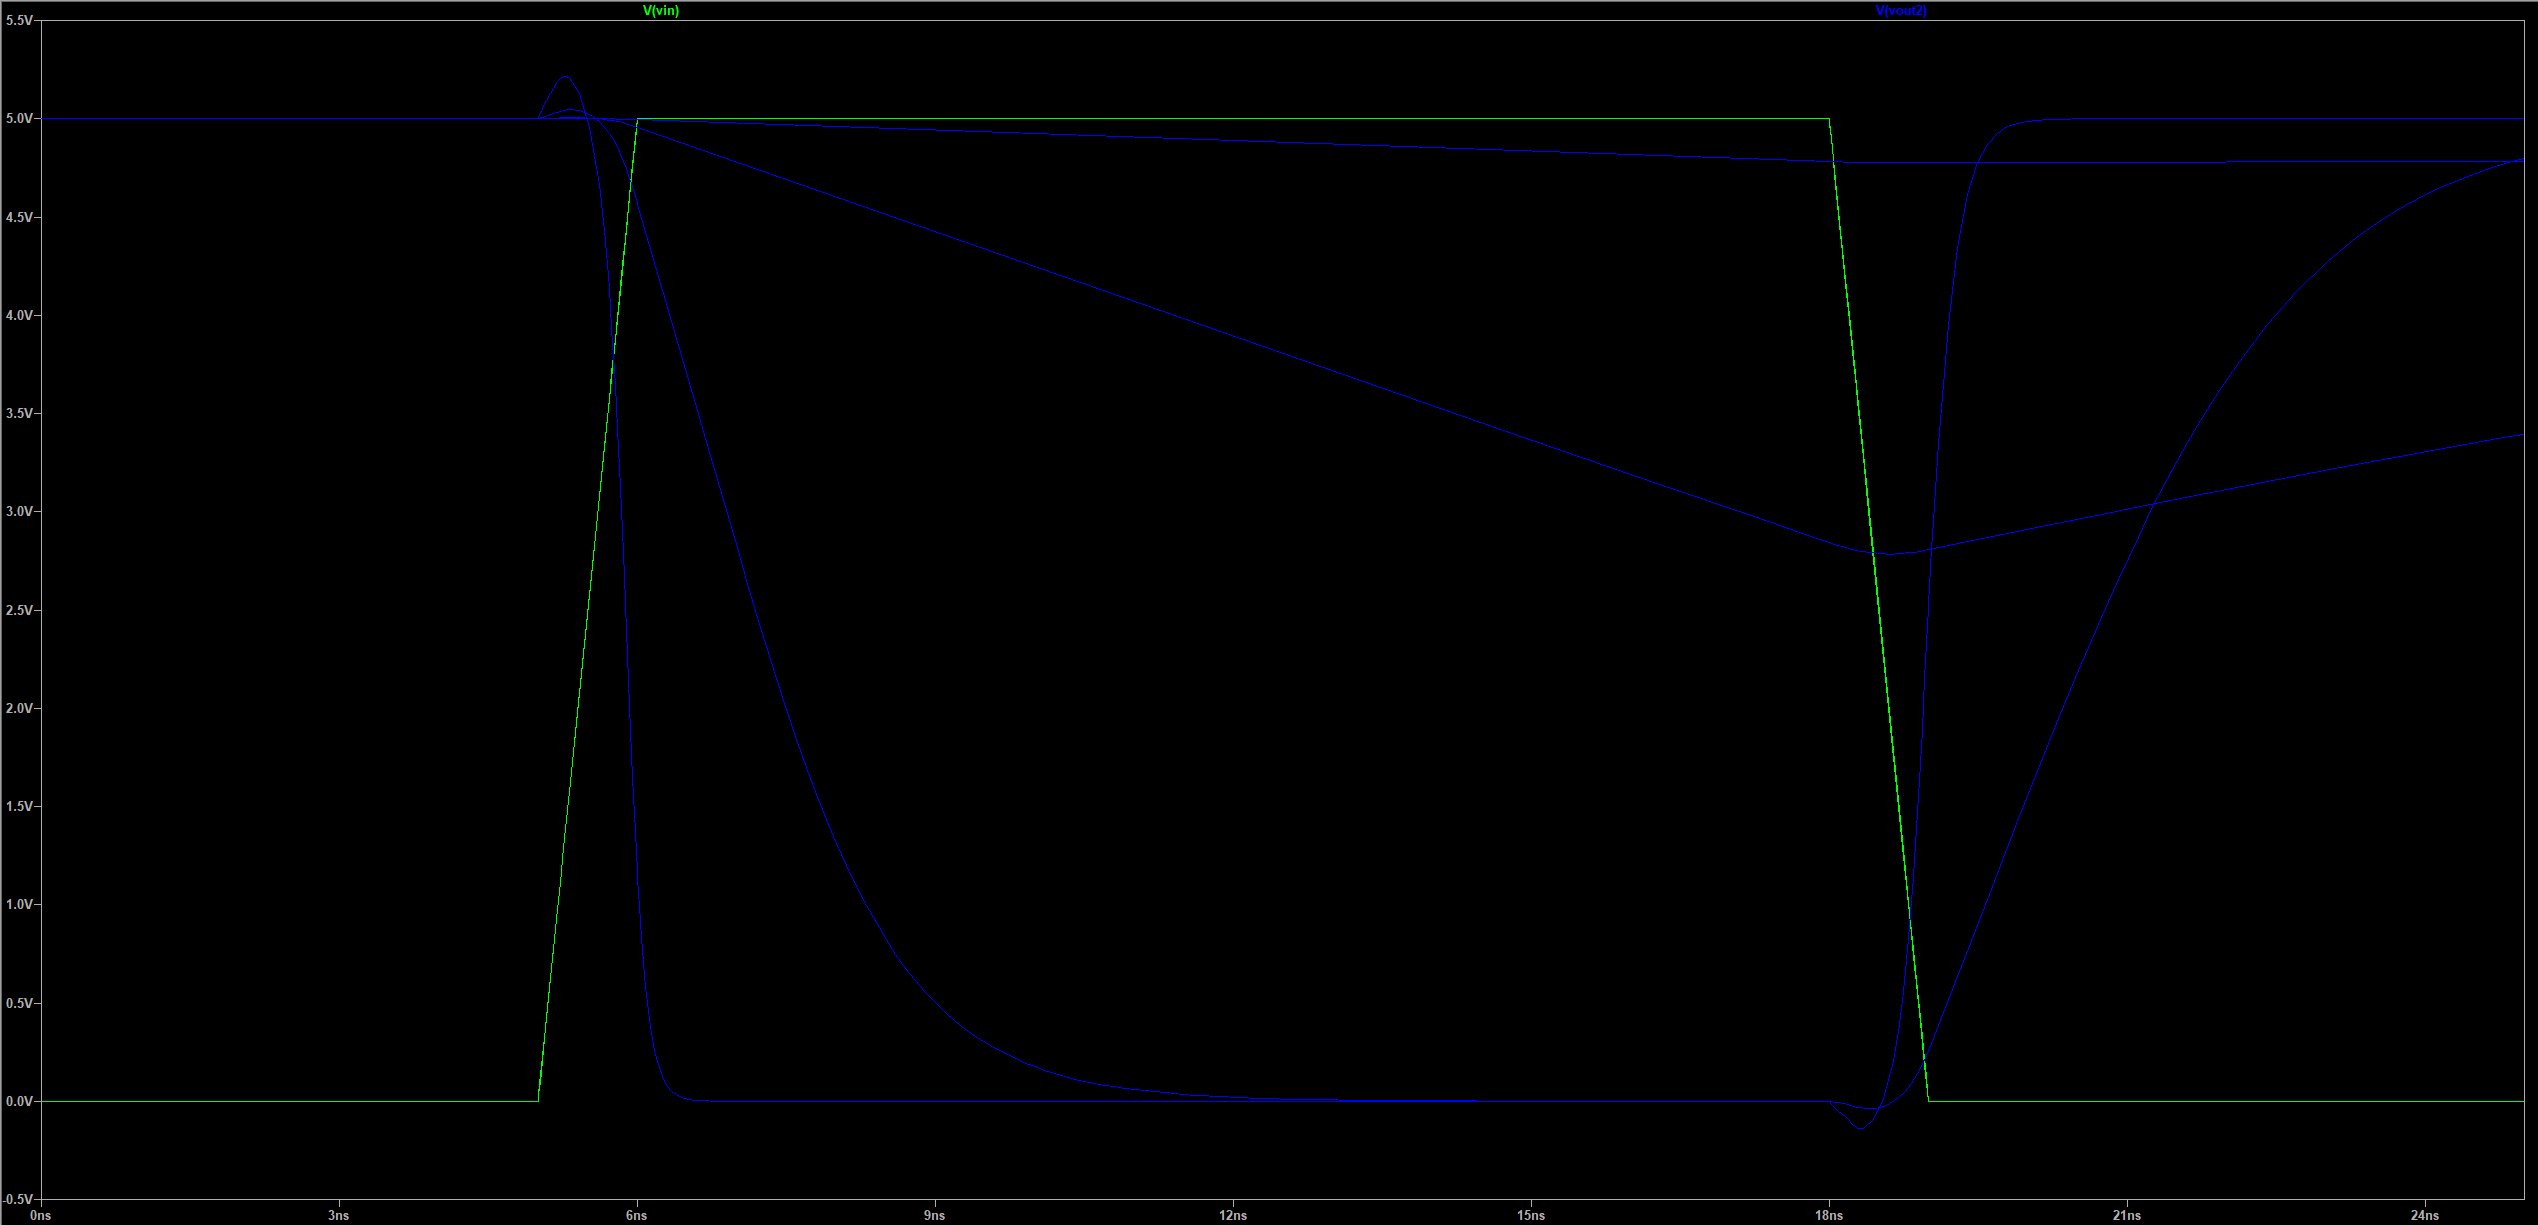 V(vin) V(vout2)
5.5V
5.0V
4.5V
4.0V
3.5V
3.0V
2.5V
2.0V
1.5V
1.0V
0.5V
0.0V
-0.5V
0ns 3ns 6ns 9ns 12ns 15ns 18ns 21ns 24ns